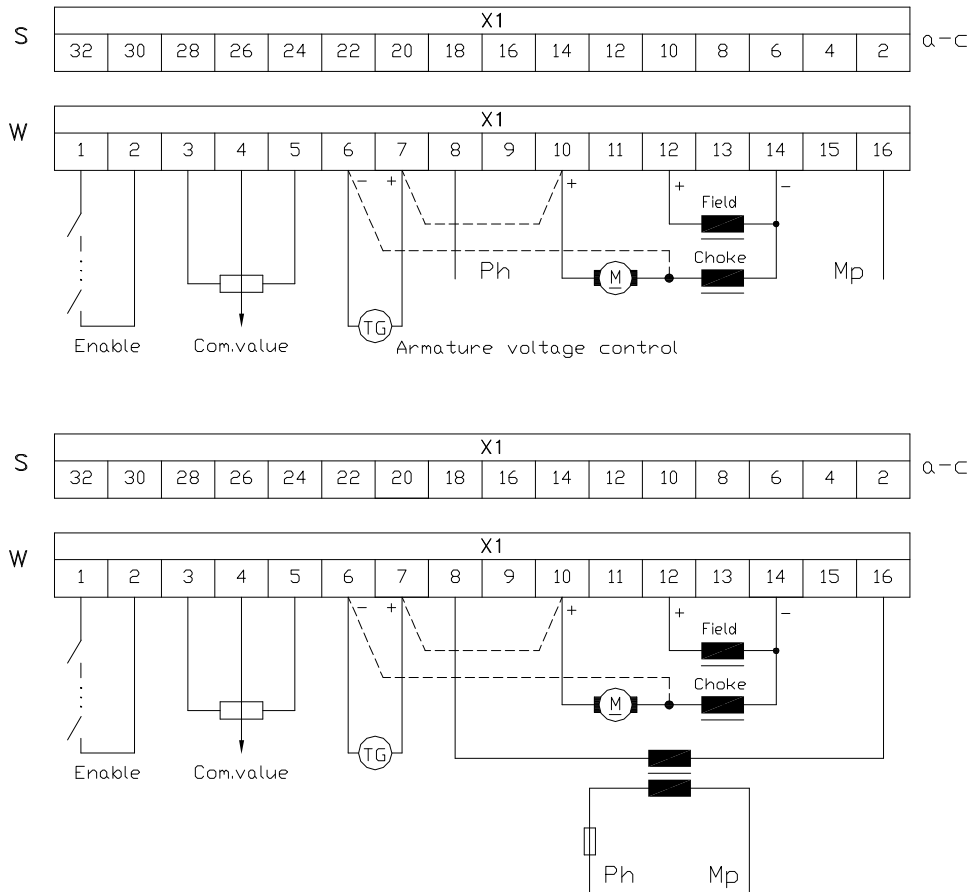 X1
S 32 30 28 26 24 22 20 18 16 14 12 10 8 6 4 2 a-c
X1
W 1 2 3 4 5 6 7 8 9 10 11 12 13 14 15 16
- + + + -
Field
Choke
Ph M Mp
TG
Enable Com.value Armature voltage control
X1
S 32 30 28 26 24 22 20 18 16 14 12 10 8 6 4 2 a-c
X1
W 1 2 3 4 5 6 7 8 9 10 11 12 13 14 15 16
- + + + -
Field
Choke
M
TG
Enable Com.value
Ph Mp